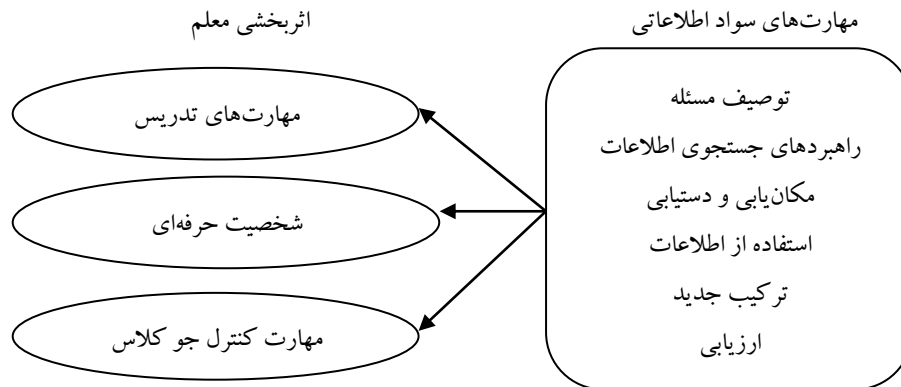 مهارت‌های سواد اطلاعاتی
توصیف مسئله
راهبردهای جستجوی اطلاعات
مکان‌یابی و دستیابی
استفاده از اطلاعات
ترکیب جدید
ارزیابی
اثربخشی معلم
مهارت‌های تدریس
شخصیت حرفه‌ای
مهارت کنترل جو کلاس